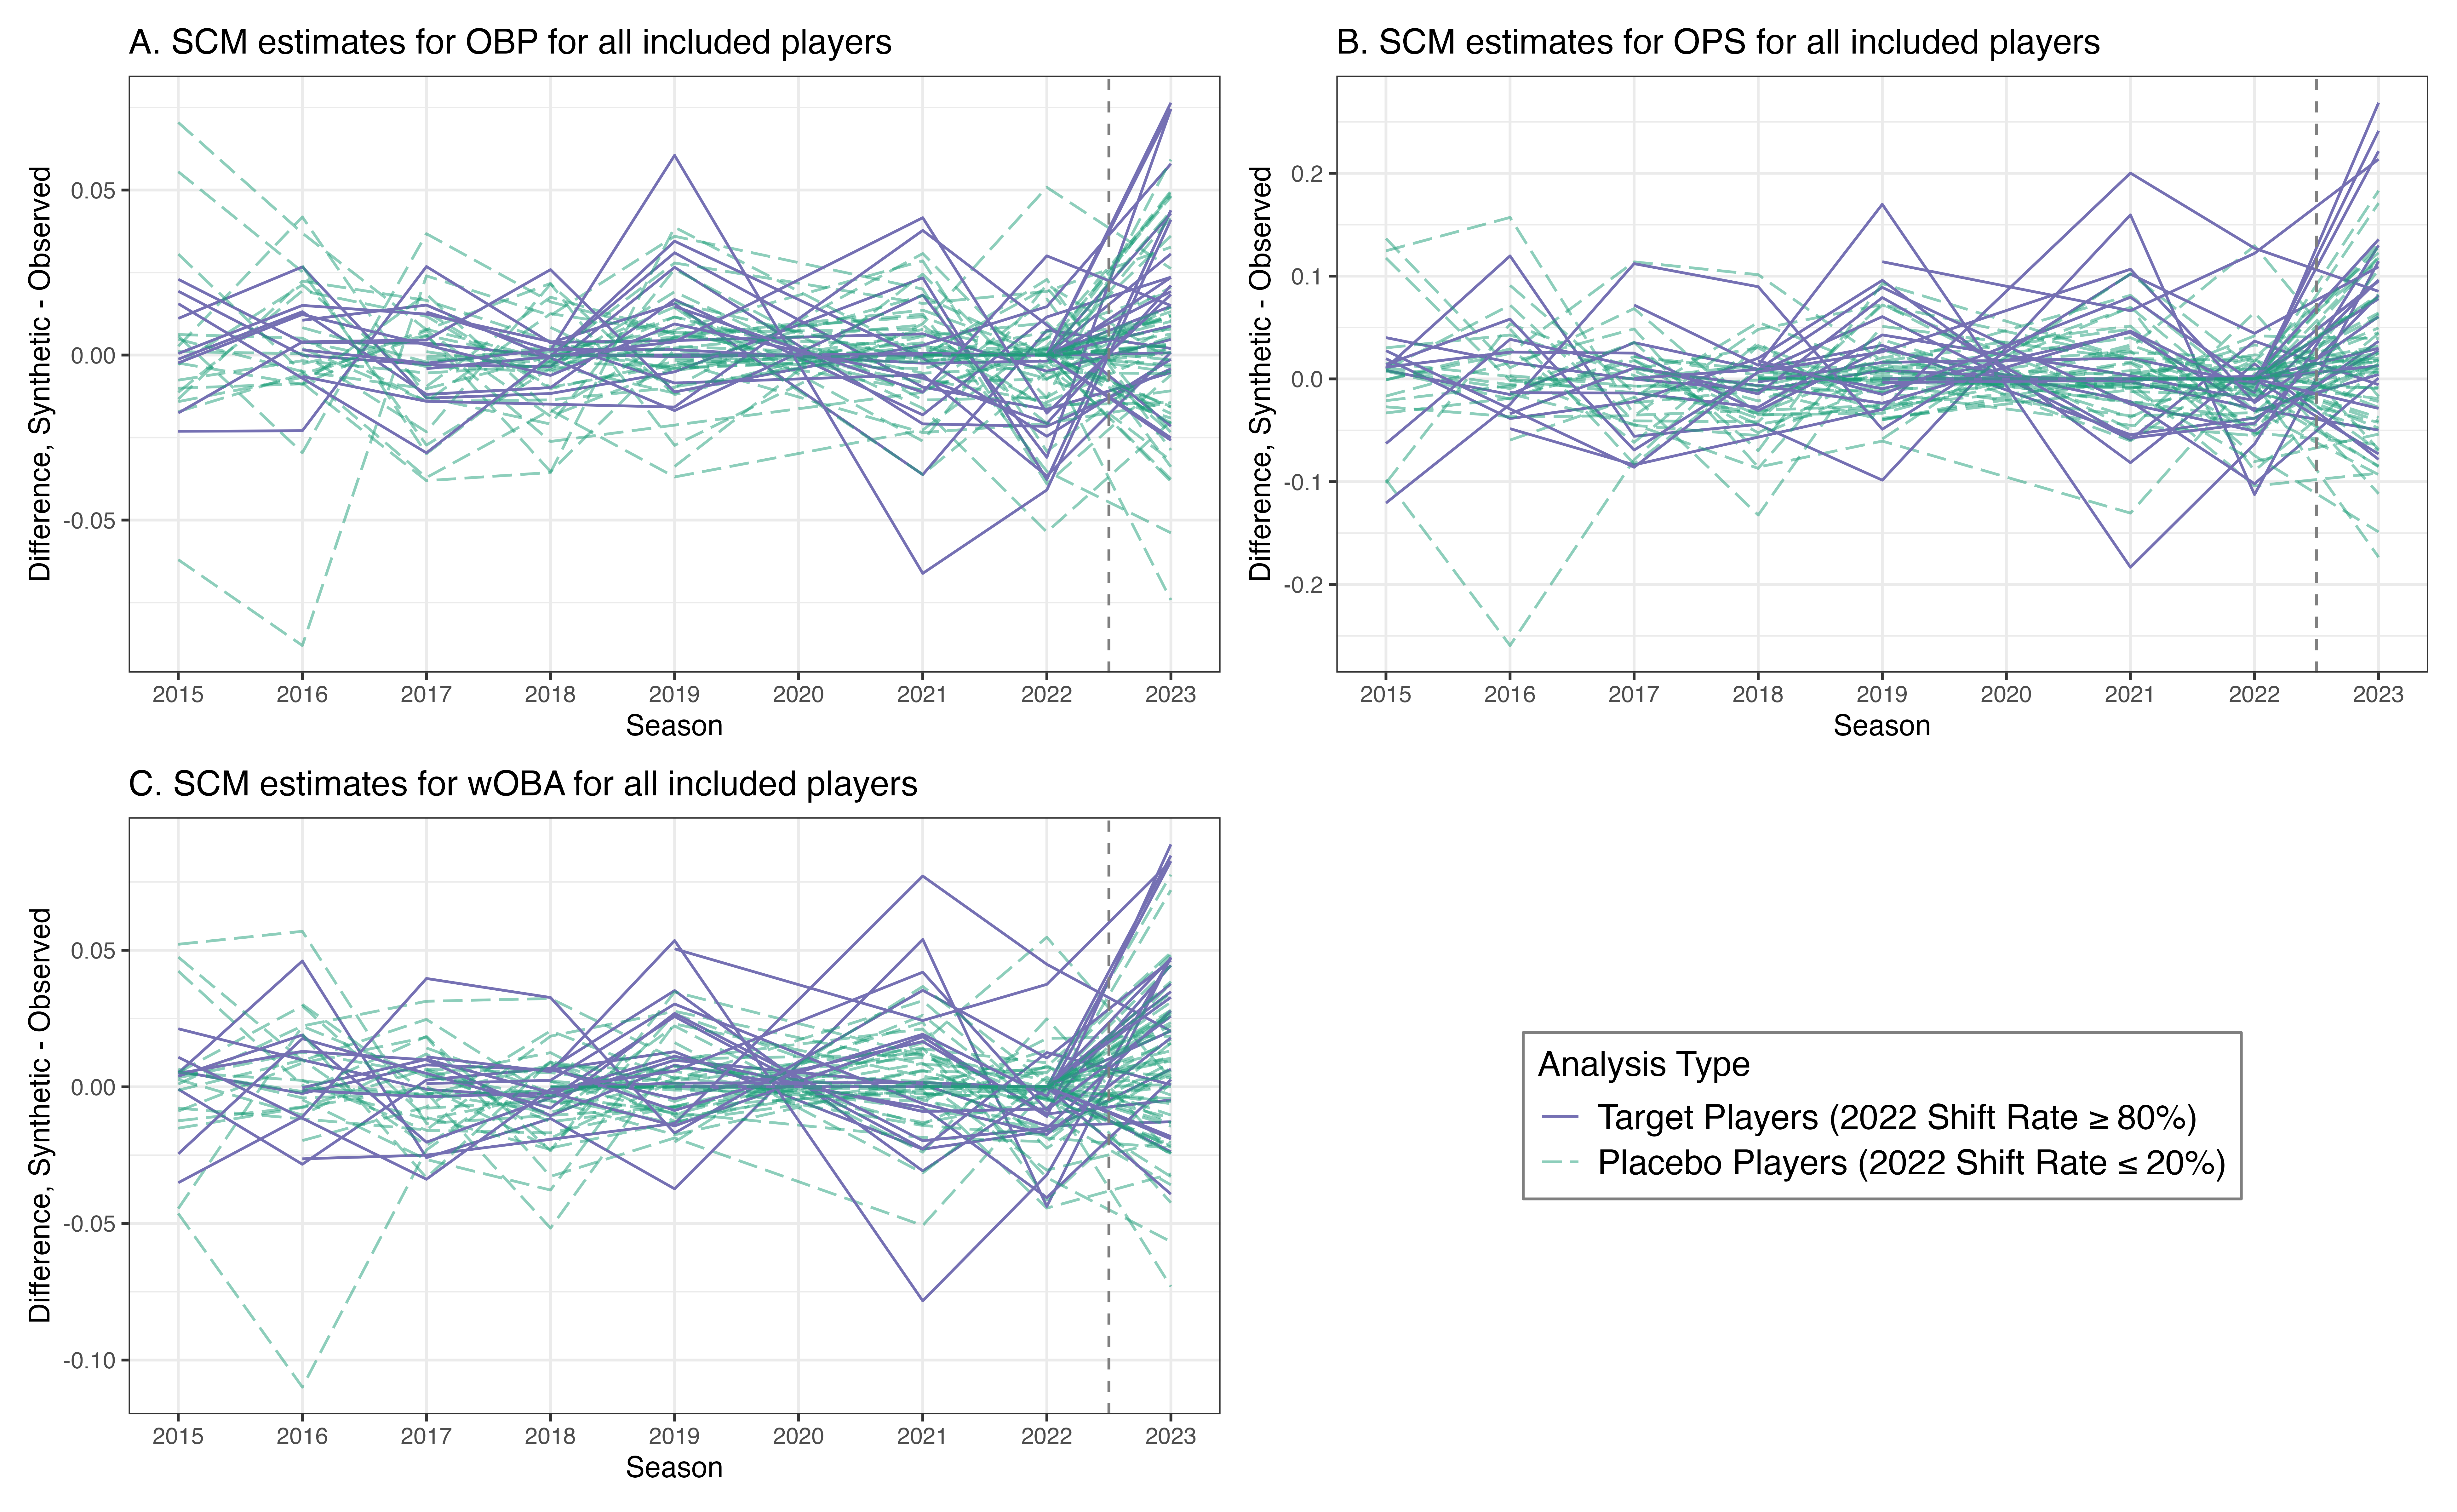 A. SCM estimates for OBP for all included players
Difference, Synthetic - Observed
0.05
0.00
-0.05
2015 2016 2017 2018 2019 2020 2021 2022 2023
Season
B. SCM estimates for OPS for all included players
Difference, Synthetic - Observed
0.2
0.1
0.0
-0.1
-0.2
2015 2016 2017 2018 2019 2020 2021 2022 2023
Season
C. SCM estimates for wOBA for all included players
Difference, Synthetic - Observed
0.05
0.00
-0.05
-0.10
2015 2016 2017 2018 2019 2020 2021 2022 2023
Season
Analysis Type
Target Players (2022 Shift Rate ≥ 80%)
Placebo Players (2022 Shift Rate ≤ 20%)